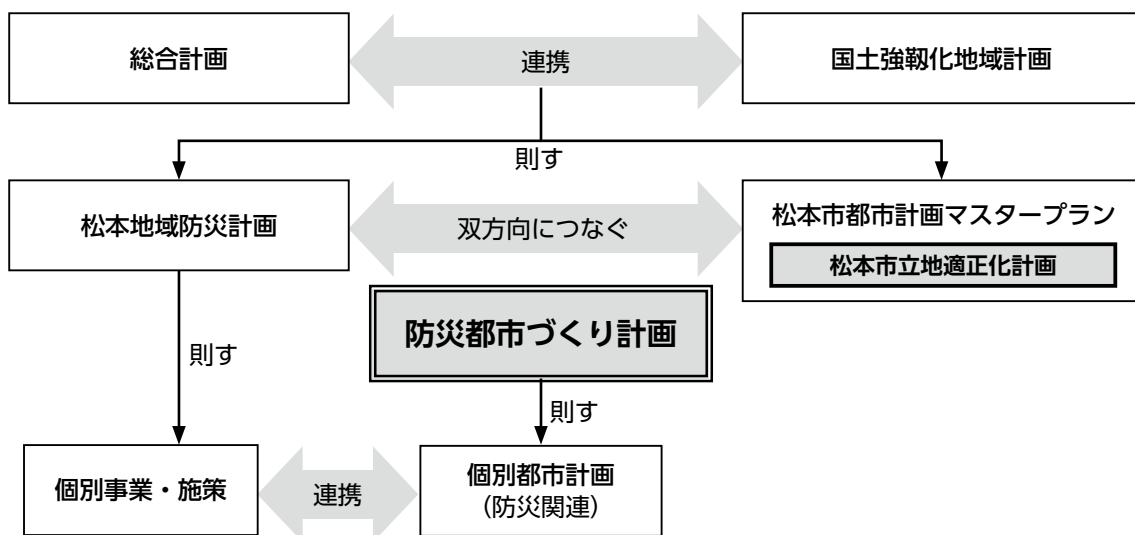 総合計画
連携
国土強靱化地域計画
則す
松本地域防災計画
双方向につなぐ
松本市都市計画マスタープラン
松本市立地適正化計画
防災都市づくり計画
則す
則す
個別事業・施策
連携
個別都市計画
（防災関連）